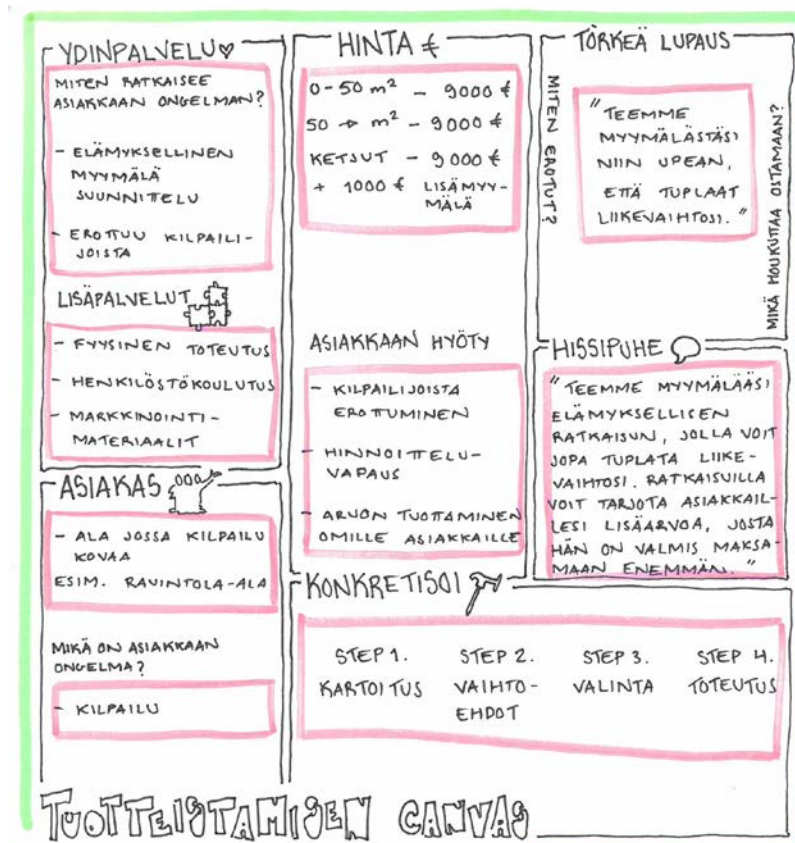 YDINPALVELU
MITEN RATKAISEE
ASIAKKAAN ONGELMAN?
- ELÄMYKSELLINEN
MYYMÄLÄ
SUUNNITTELU
- EROTTUU KILPAILI-
JOISTA
LISÄPALVELUT
- FYYSINEN TOTEUTUS
- HENKILÖSTÖKOULUTUS
- MARKKINOINTI-
MATERIAALIT
ASIAKAS
- ALA JOSSA KILPAILU
KOVAA
ESIM. RAVINTOLA-ALA
MIKÄ ON ASIAKKAAN
ONGELMA?
- KILPAILU
HINTA €
0-50 m² - 9000 €
50 → m² - 9000 €
KETJUT - 9000 €
+ 1000 € LISÄMYY-
MÄLÄ
ASIAKKAAN HYÖTY
- KILPAILIJOISTA
EROTTUMINEN
- HINNOITTELU-
VAPAUS
- ARVON TUOTTAMINEN
OMILLE ASIAKKAILLE
TÖRKEÄ LUPAUS
MITEN EROTUT?
"TEEMME
MYYMÄLÄSTÄSI
NIIN UPEAN,
ETTÄ TUPLAAT
LIIKEVAIHTOSI."
MIKÄ HOUKUTTAA OSTAMAAN?
HISSIPUHE
"TEEMME MYYMÄLÄÄSI
ELÄMYKSELLISEN
RATKAISUN, JOLLA VOIT
JOPA TUPLATA LIIKE-
VAIHTOSI. RATKAISUILLA
VOIT TARJOTA ASIAKKAIL-
LESI LISÄARVOA, JOSTA
HÄN ON VALMIS MAKSA-
MAAN ENEMMÄN."
KONKRETISOI
STEP 1.
KARTOITUS
STEP 2.
VAIHTO-
EHDOT
STEP 3.
VALINTA
STEP 4.
TOTEUTUS
TUOTTEISTAMISEN CANVAS